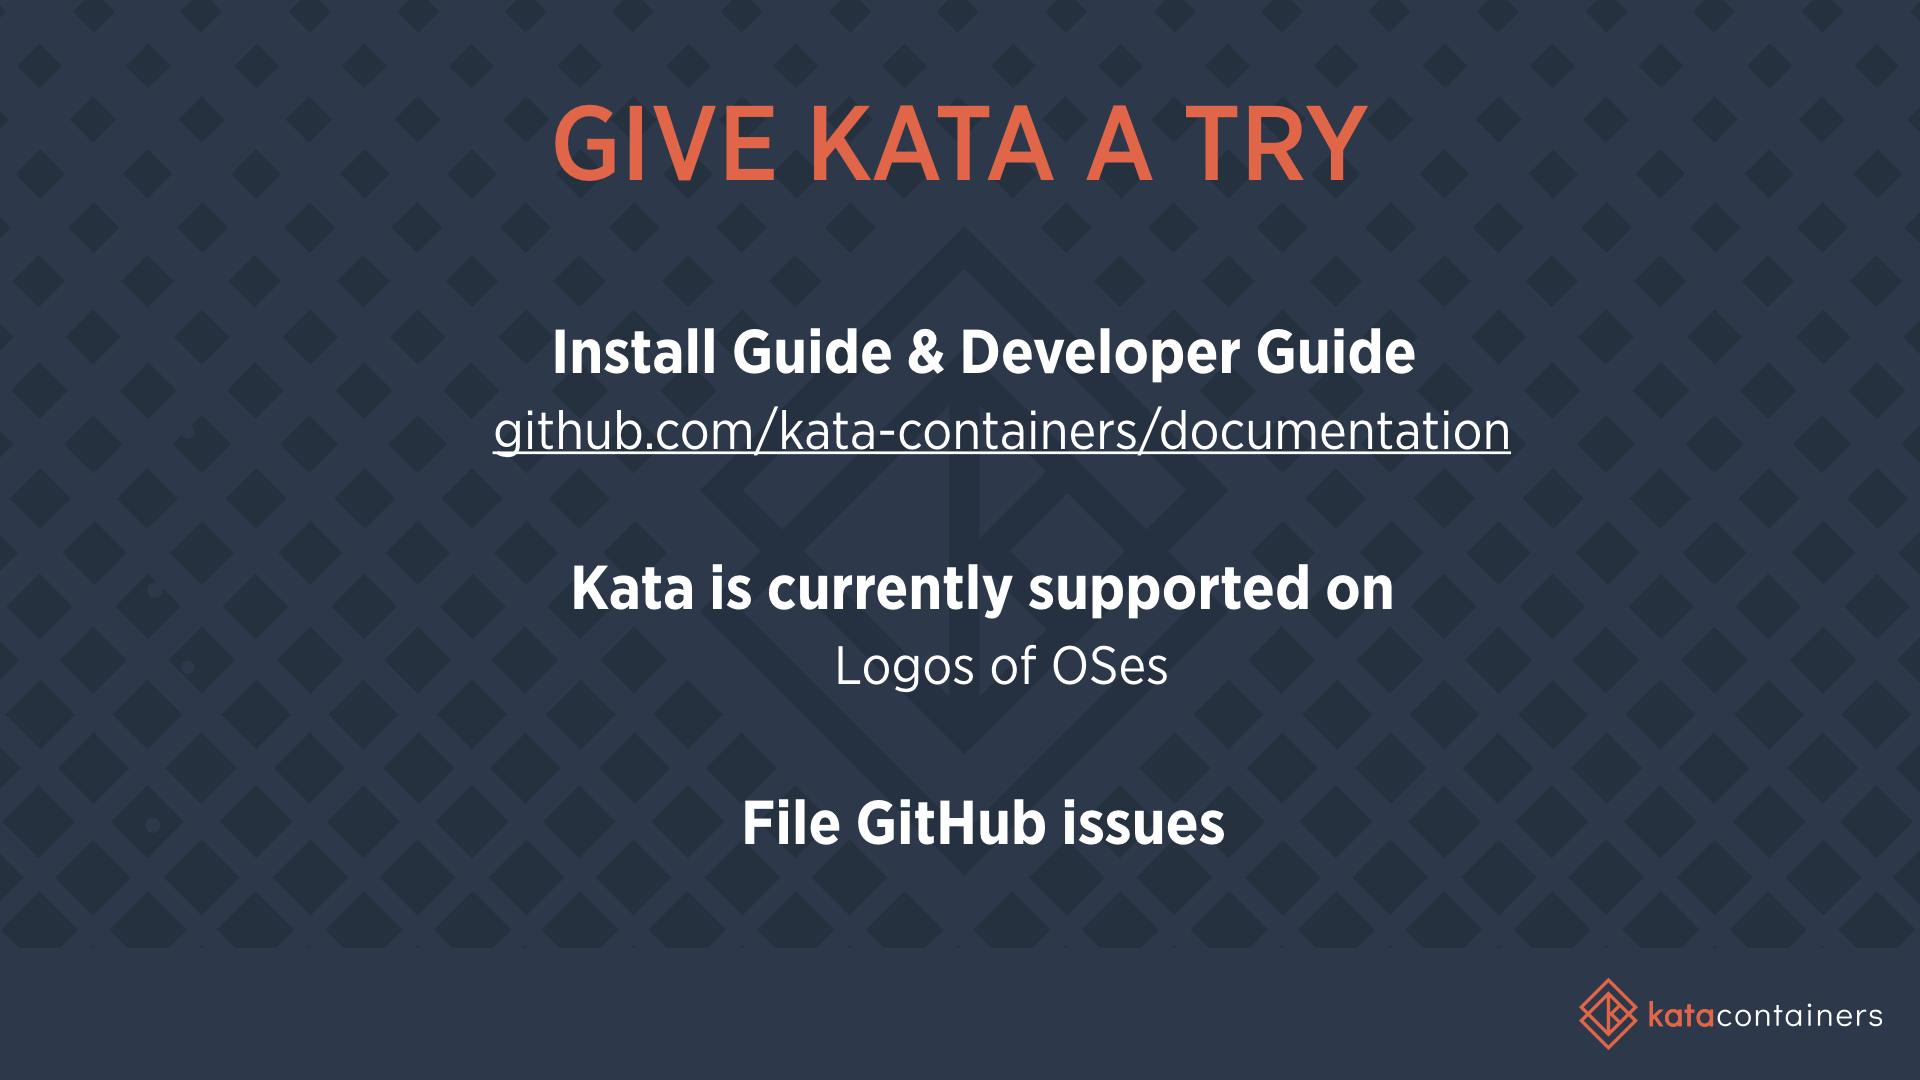 GIVE KATA A TRY
Install Guide & Developer Guide
github.com/kata-containers/documentation
Kata is currently supported on
Logos of OSes
File GitHub issues
katacontainers